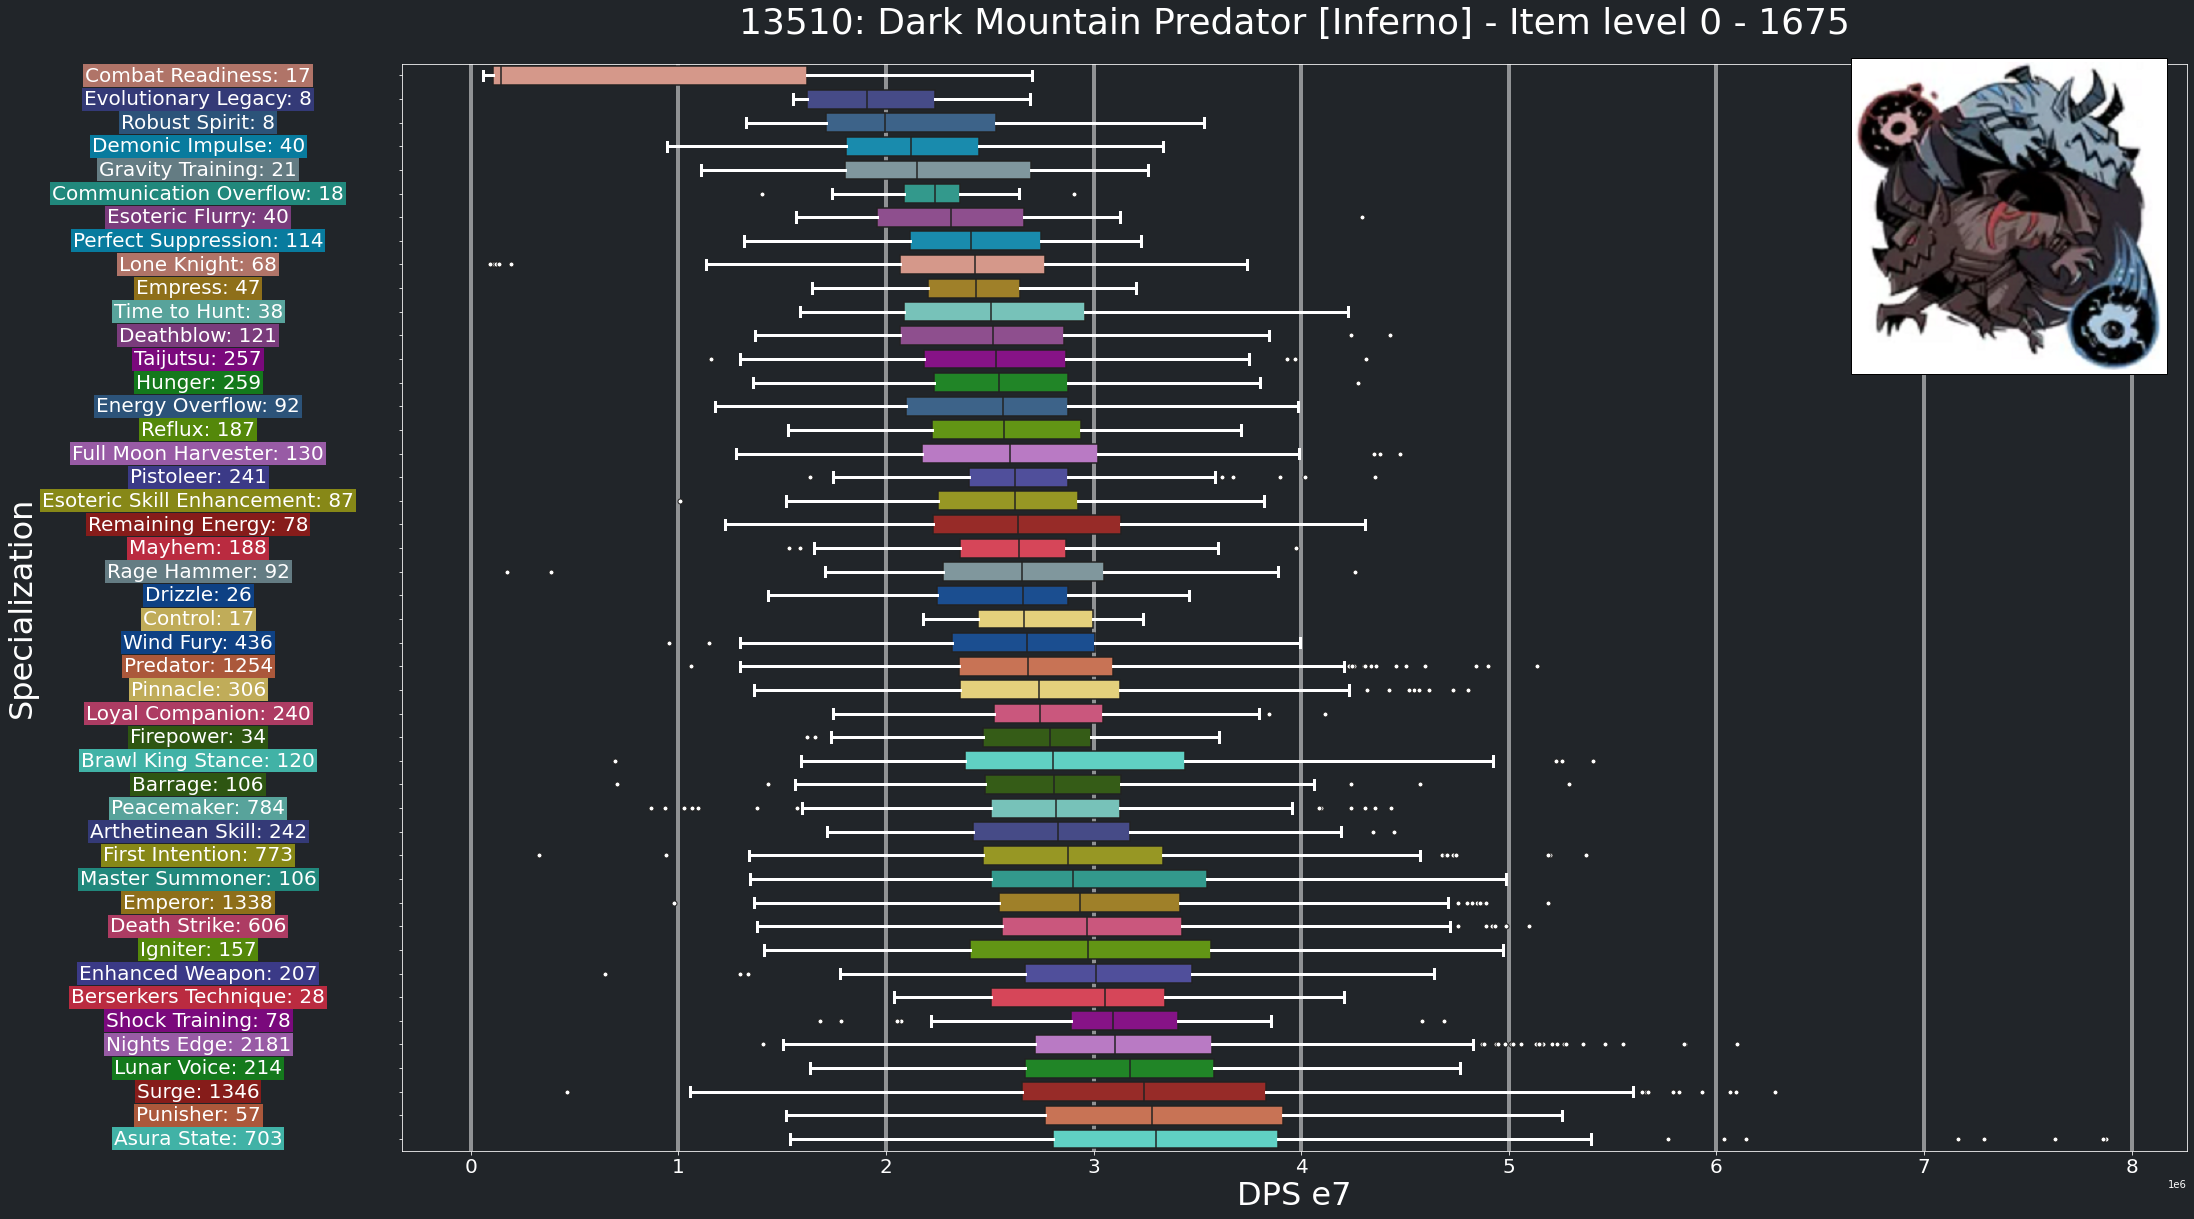 13510: Dark Mountain Predator [Inferno] - Item level 0 - 1675
Combat Readiness: 17
Evolutionary Legacy: 8
Robust Spirit: 8
Demonic Impulse: 40
Gravity Training: 21
Communication Overflow: 18
Esoteric Flurry: 40
Perfect Suppression: 114
Lone Knight: 68
Empress: 47
Time to Hunt: 38
Deathblow: 121
Taijutsu: 257
Hunger: 259
Energy Overflow: 92
Reflux: 187
Full Moon Harvester: 130
Pistoleer: 241
Esoteric Skill Enhancement: 87
Remaining Energy: 78
Mayhem: 188
Rage Hammer: 92
Drizzle: 26
Control: 17
Wind Fury: 436
Predator: 1254
Pinnacle: 306
Loyal Companion: 240
Firepower: 34
Brawl King Stance: 120
Barrage: 106
Peacemaker: 784
Arthetinean Skill: 242
First Intention: 773
Master Summoner: 106
Emperor: 1338
Death Strike: 606
Igniter: 157
Enhanced Weapon: 207
Berserkers Technique: 28
Shock Training: 78
Nights Edge: 2181
Lunar Voice: 214
Surge: 1346
Punisher: 57
Asura State: 703
Specialization
0 1 2 3 4 5 6 7 8
DPS e7
1e6